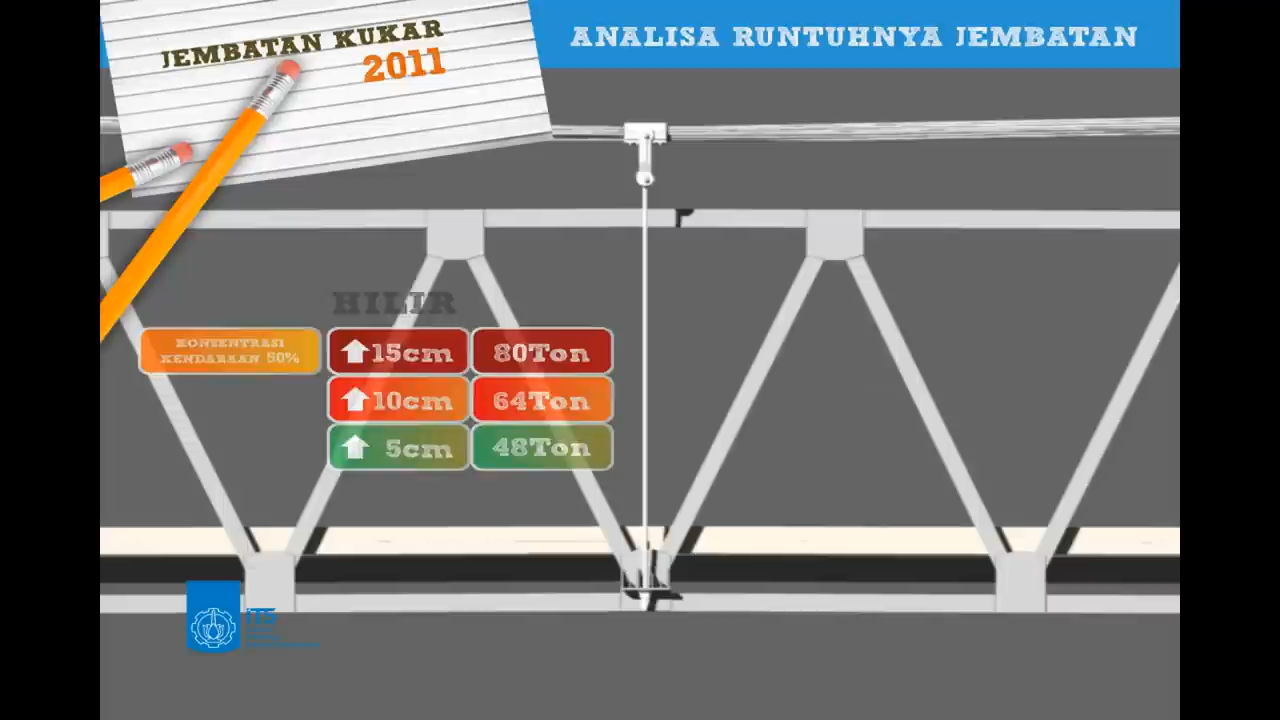 JEMBATAN KUKAR
2011
ANALISA RUNTUHNYA JEMBATAN
HILIR
KONSENTRASI
KENDARAAN 50%
15cm 80Ton
10cm 64Ton
5cm 48Ton
ITS